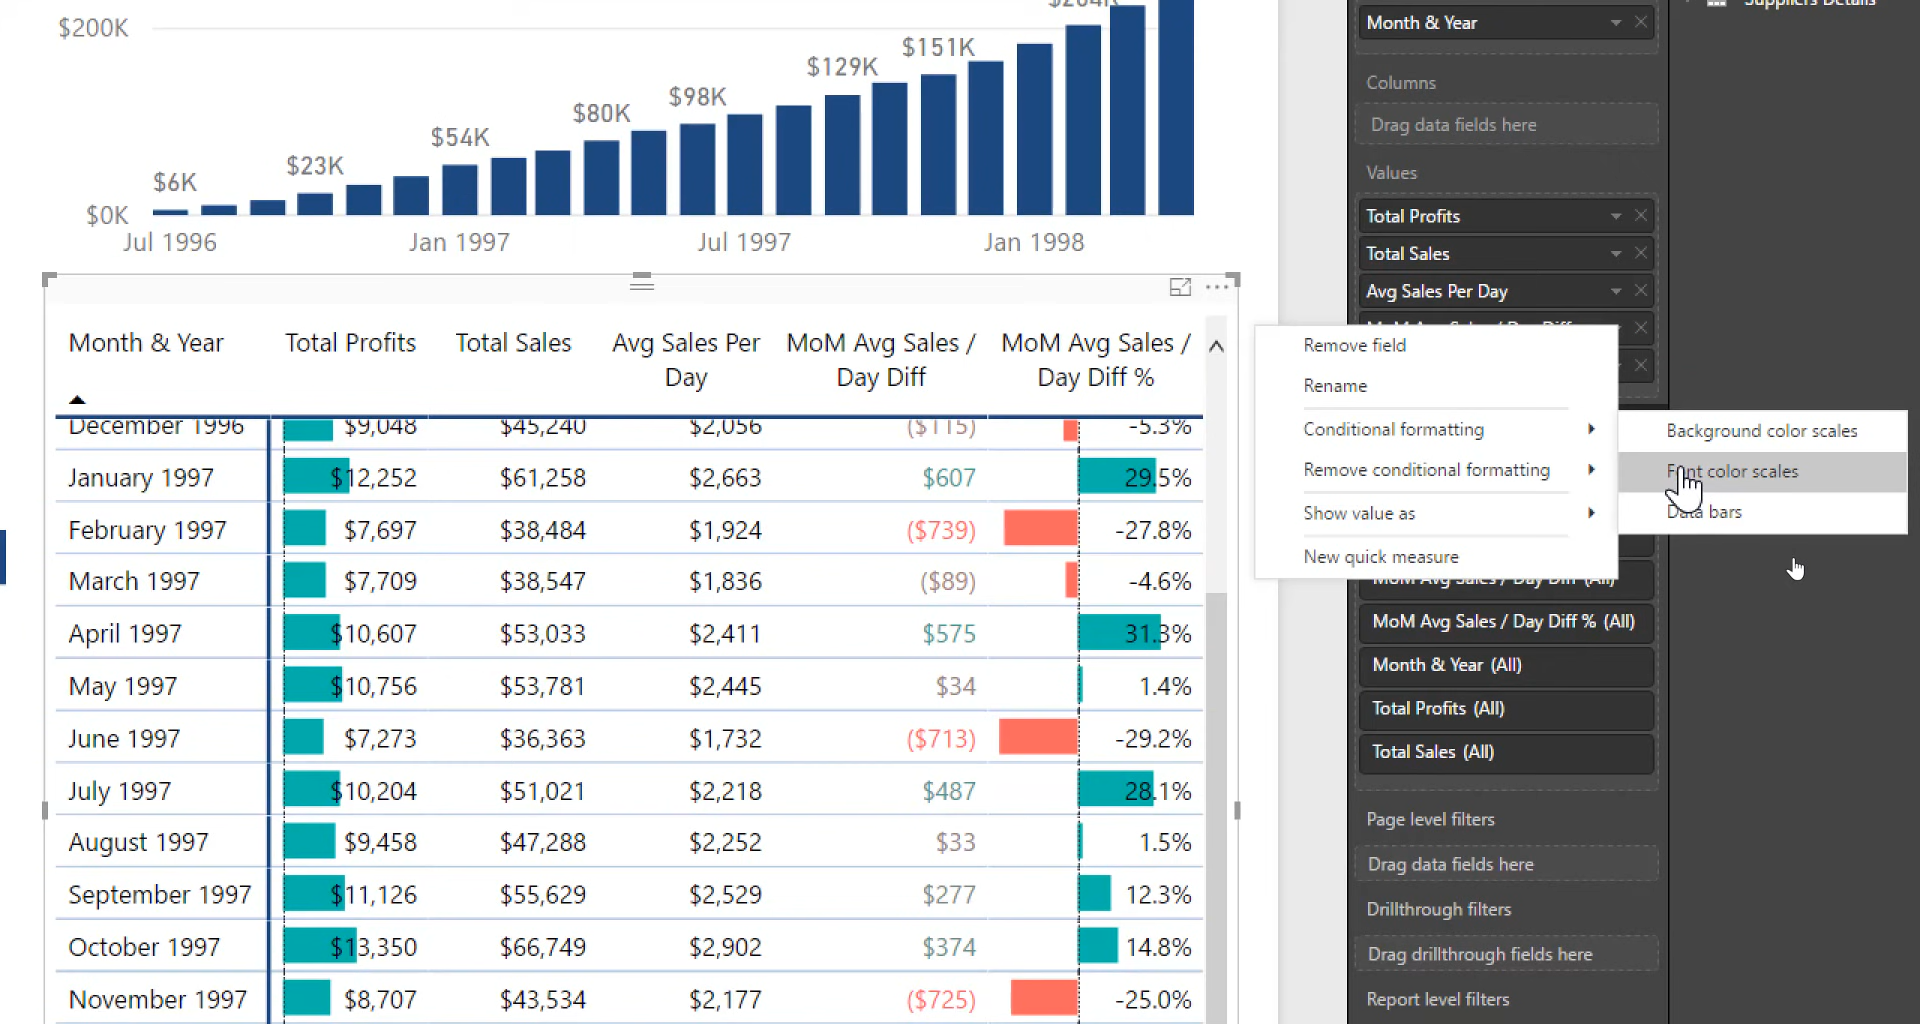 $200K
$6K
$23K
$54K
$80K
$98K
$129K
$151K
$0K
Jul 1996
Jan 1997
Jul 1997
Jan 1998
Month & Year
Total Profits
Total Sales
Avg Sales Per Day
MoM Avg Sales / Day Diff
MoM Avg Sales / Day Diff %
December 1996 $9,048 $45,240 $2,056 ($115) -5.3%
January 1997 $12,252 $61,258 $2,663 $607 29.5%
February 1997 $7,697 $38,484 $1,924 ($739) -27.8%
March 1997 $7,709 $38,547 $1,836 ($89) -4.6%
April 1997 $10,607 $53,033 $2,411 $575 31.3%
May 1997 $10,756 $53,781 $2,445 $34 1.4%
June 1997 $7,273 $36,363 $1,732 ($713) -29.2%
July 1997 $10,204 $51,021 $2,218 $487 28.1%
August 1997 $9,458 $47,288 $2,252 $33 1.5%
September 1997 $11,126 $55,629 $2,529 $277 12.3%
October 1997 $13,350 $66,749 $2,902 $374 14.8%
November 1997 $8,707 $43,534 $2,177 ($725) -25.0%
Month & Year
Columns
Drag data fields here
Values
Total Profits
Total Sales
Avg Sales Per Day
Remove field
Rename
Conditional formatting
Remove conditional formatting
Show value as
New quick measure
Background color scales
Font color scales
Data bars
MoM Avg Sales / Day Diff (All)
MoM Avg Sales / Day Diff % (All)
Month & Year (All)
Total Profits (All)
Total Sales (All)
Page level filters
Drag data fields here
Drillthrough filters
Drag drillthrough fields here
Report level filters
Suppliers Details